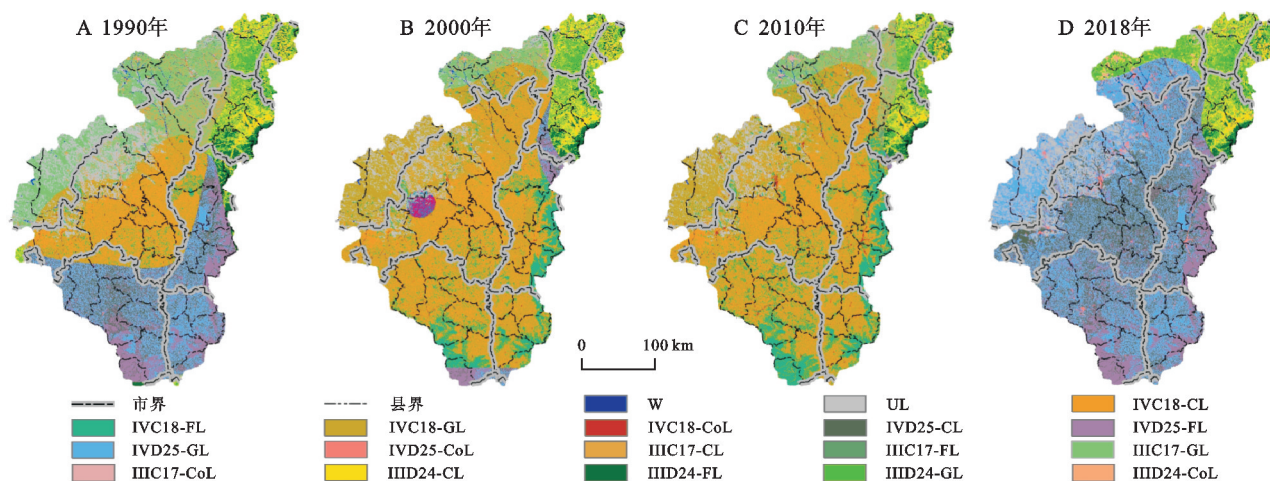 A 1990年 B 2000年 C 2010年 D 2018年
0 100 km
市界 县界 W UL IVC18-CL
IVC18-FL IVC18-GL IVC18-CoL IVD25-CL IVD25-FL
IVD25-GL IVD25-CoL IIIC17-CL IIIC17-FL IIIC17-GL
IIIC17-CoL IIID24-CL IIID24-FL IIID24-GL IIID24-CoL